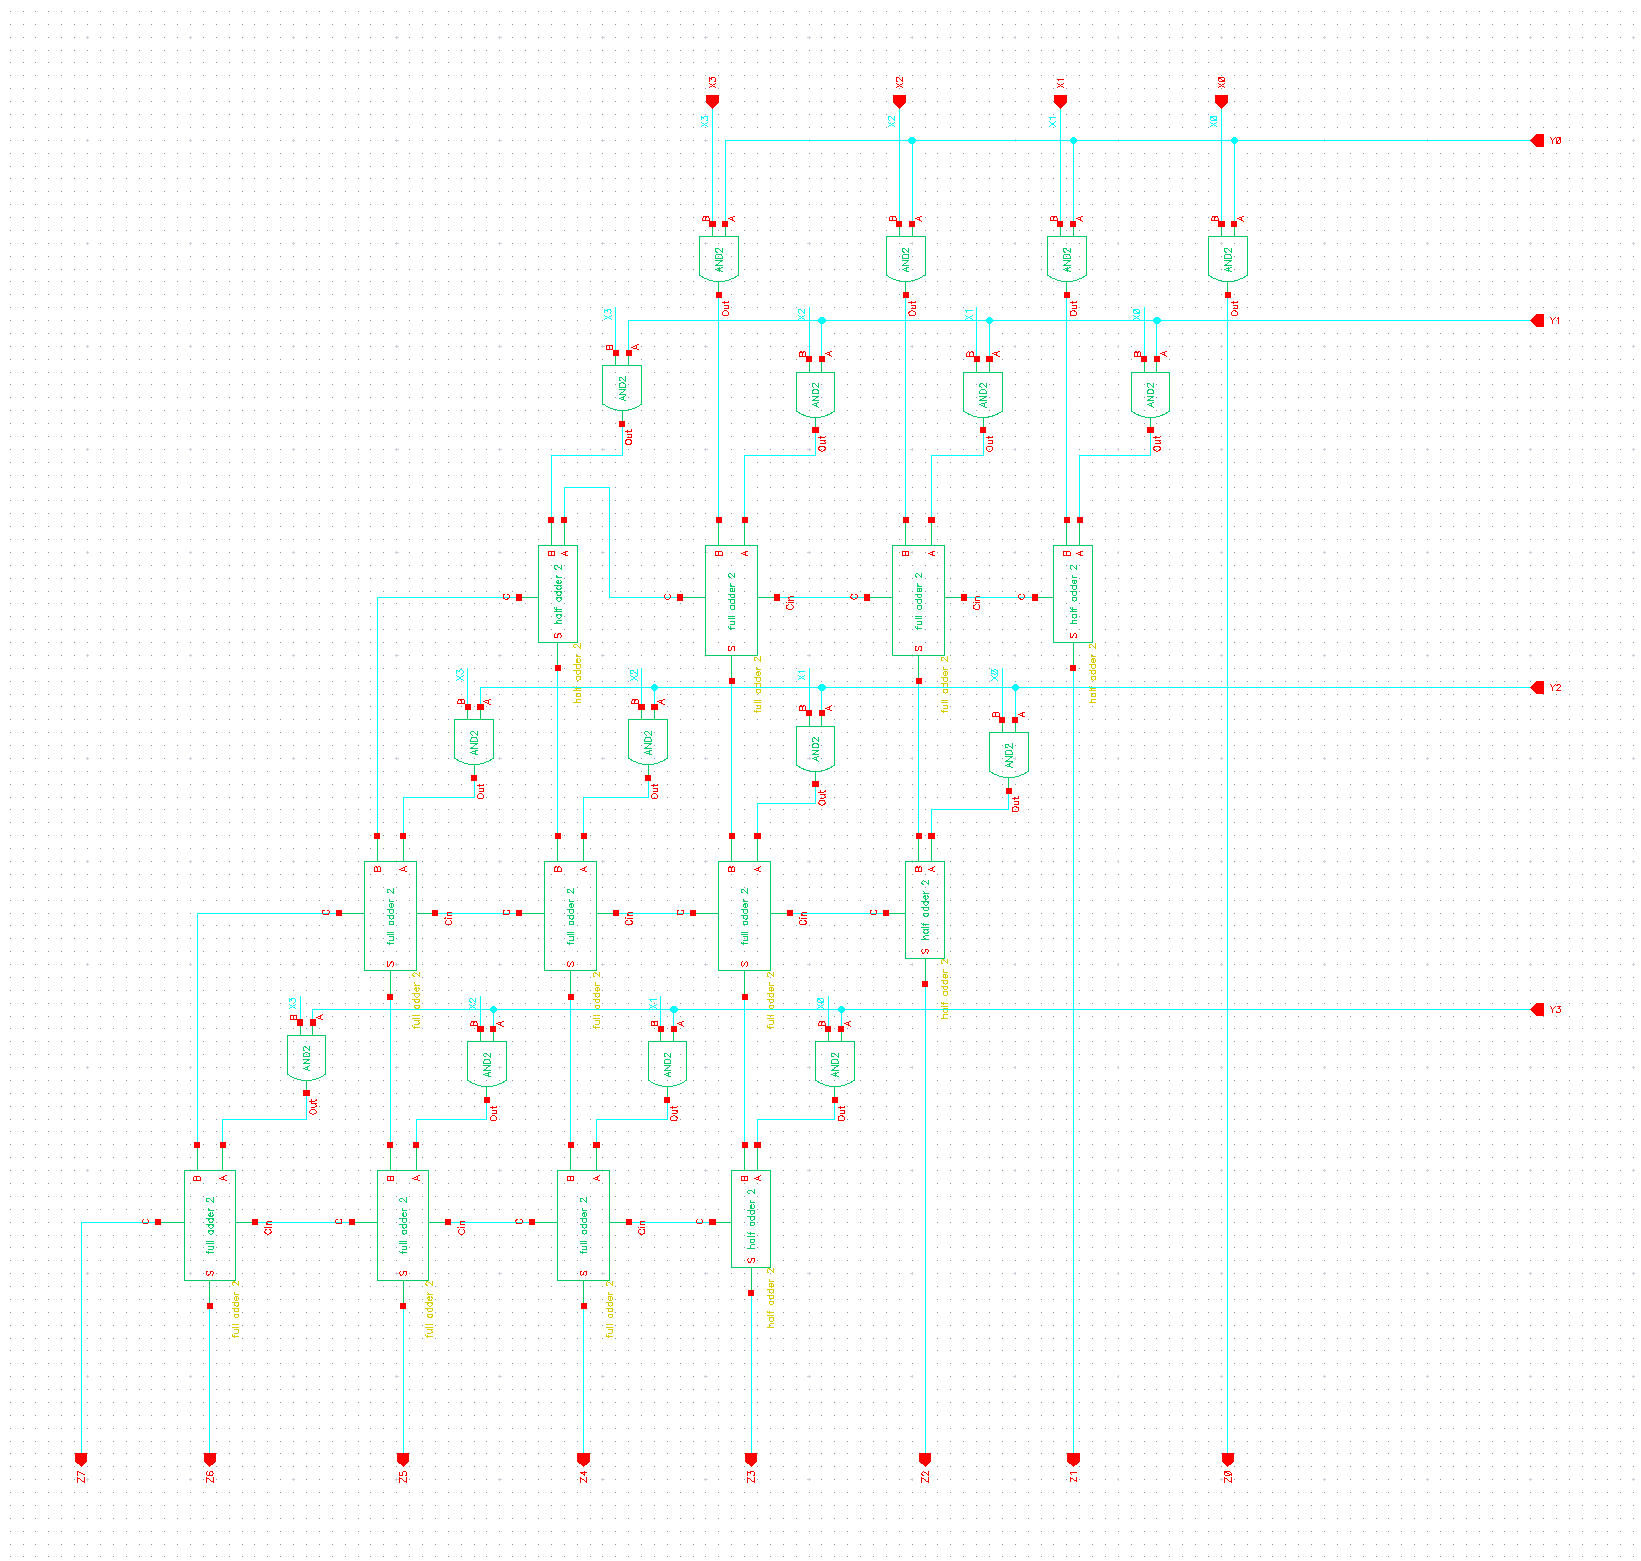 X3 X2 X1 X0
X3 X2 X1 X0
Y0
B A B A B A B A
AND2 AND2 AND2 AND2
Out Out Out Out
X3 X2 X1 X0
Y1
B A B A B A B A
AND2 AND2 AND2 AND2
Out Out Out Out
B A B A B A B A
half adder 2 full adder 2 full adder 2 half adder 2
C C Cin C Cin C
S S S S
half adder 2 full adder 2 full adder 2 half adder 2
X3 X2 X1 X0
Y2
B A B A B A B A
AND2 AND2 AND2 AND2
Out Out Out Out
B A B A B A B A
full adder 2 full adder 2 full adder 2 half adder 2
C Cin C Cin C Cin C
S S S S
full adder 2 full adder 2 full adder 2 half adder 2
X3 X2 X1 X0
Y3
B A B A B A B A
AND2 AND2 AND2 AND2
Out Out Out Out
B A B A B A B A
full adder 2 full adder 2 full adder 2 half adder 2
C Cin C Cin C Cin C
S S S S
full adder 2 full adder 2 full adder 2 half adder 2
Z7 Z6 Z5 Z4 Z3 Z2 Z1 Z0